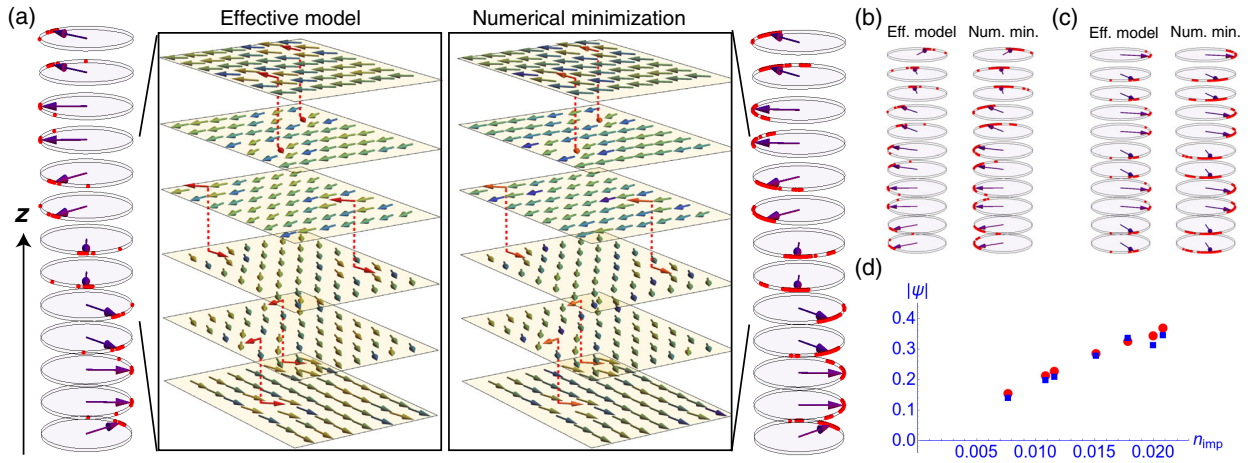 (a)
Effective model
Numerical minimization
z
(b)
Eff. model
Num. min.
(c)
Eff. model
Num. min.
(d)
|ψ|
0.4
0.3
0.2
0.1
0.0
0.005
0.010
0.015
0.020
n_imp